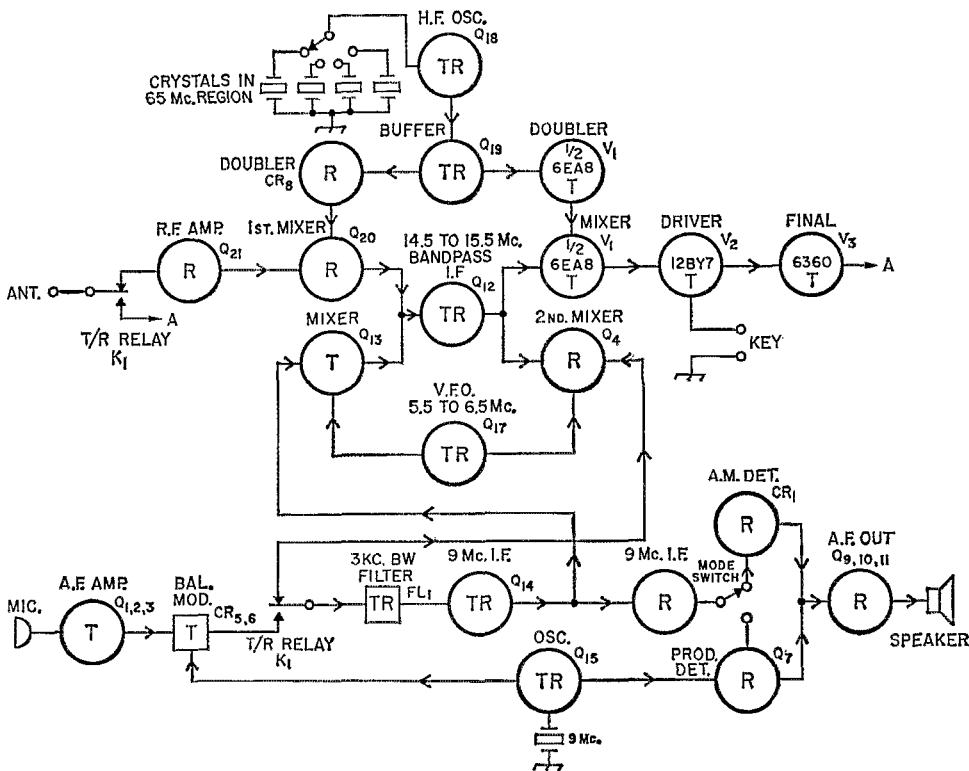 H.F. OSC.
Q18
TR
CRYSTALS IN
65 Mc. REGION
BUFFER
Q19
TR
DOUBLER
V1
1/2
6EA8
T
DOUBLER
CR8
R
R.F. AMP.
Q21
R
1ST. MIXER
Q20
R
14.5 TO 15.5 Mc.
BANDPASS
I.F
Q12
TR
MIXER
V1
1/2
6EA8
T
DRIVER
V2
12BY7
T
FINAL
V3
6360
T
A
ANT.
A
T/R RELAY
K1
MIXER
Q13
T
2ND. MIXER
Q4
R
KEY
V.F.O.
5.5 TO 6.5 Mc.
Q17
TR
A.M. DET.
CR1
R
A.F. AMP.
Q1,2,3
T
MIC.
BAL.
MOD.
CR5,6
T
T/R RELAY
K1
3KC. BW
FILTER
TR
FL1
9 Mc. I.F.
Q14
TR
9 Mc. I.F.
R
MODE
SWITCH
A.F. OUT
Q9,10,11
R
SPEAKER
OSC.
Q15
TR
9 Mc.
PROD.
DET.
Q7
R